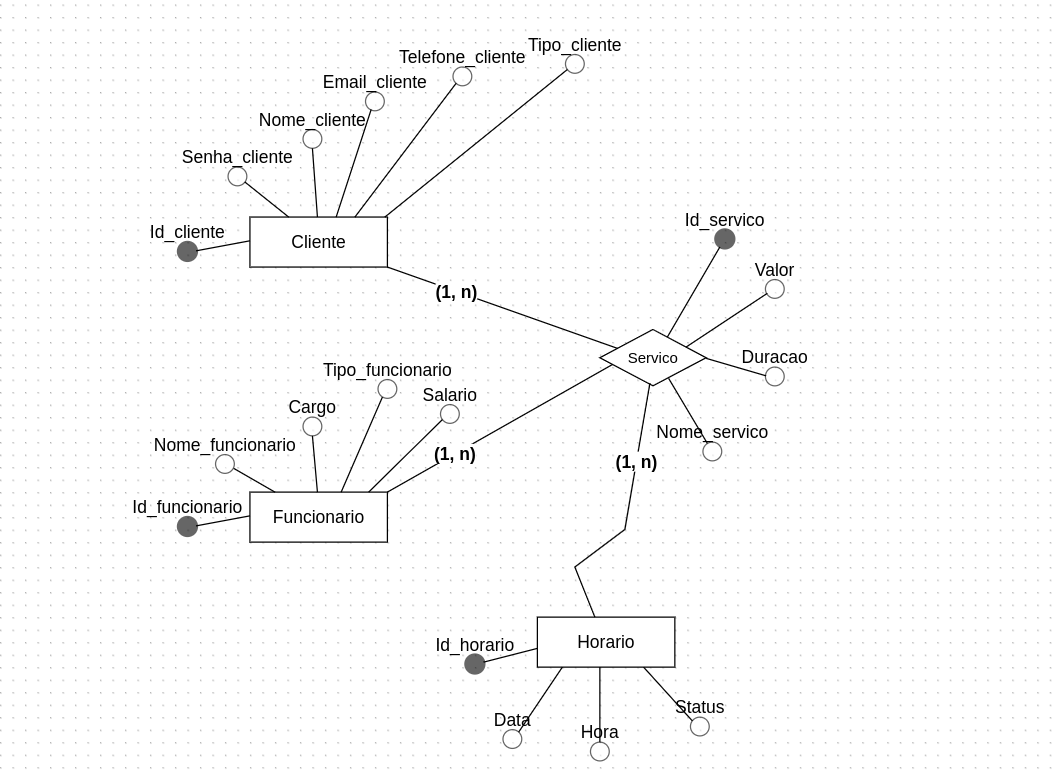 Tipo_cliente
Telefone_cliente
Email_cliente
Nome_cliente
Senha_cliente
Id_cliente
Cliente
(1, n)
Id_servico
Valor
Servico
Duracao
Nome_servico
Tipo_funcionario
Salario
Cargo
Nome_funcionario
(1, n)
(1, n)
Id_funcionario
Funcionario
Id_horario
Horario
Data
Hora
Status